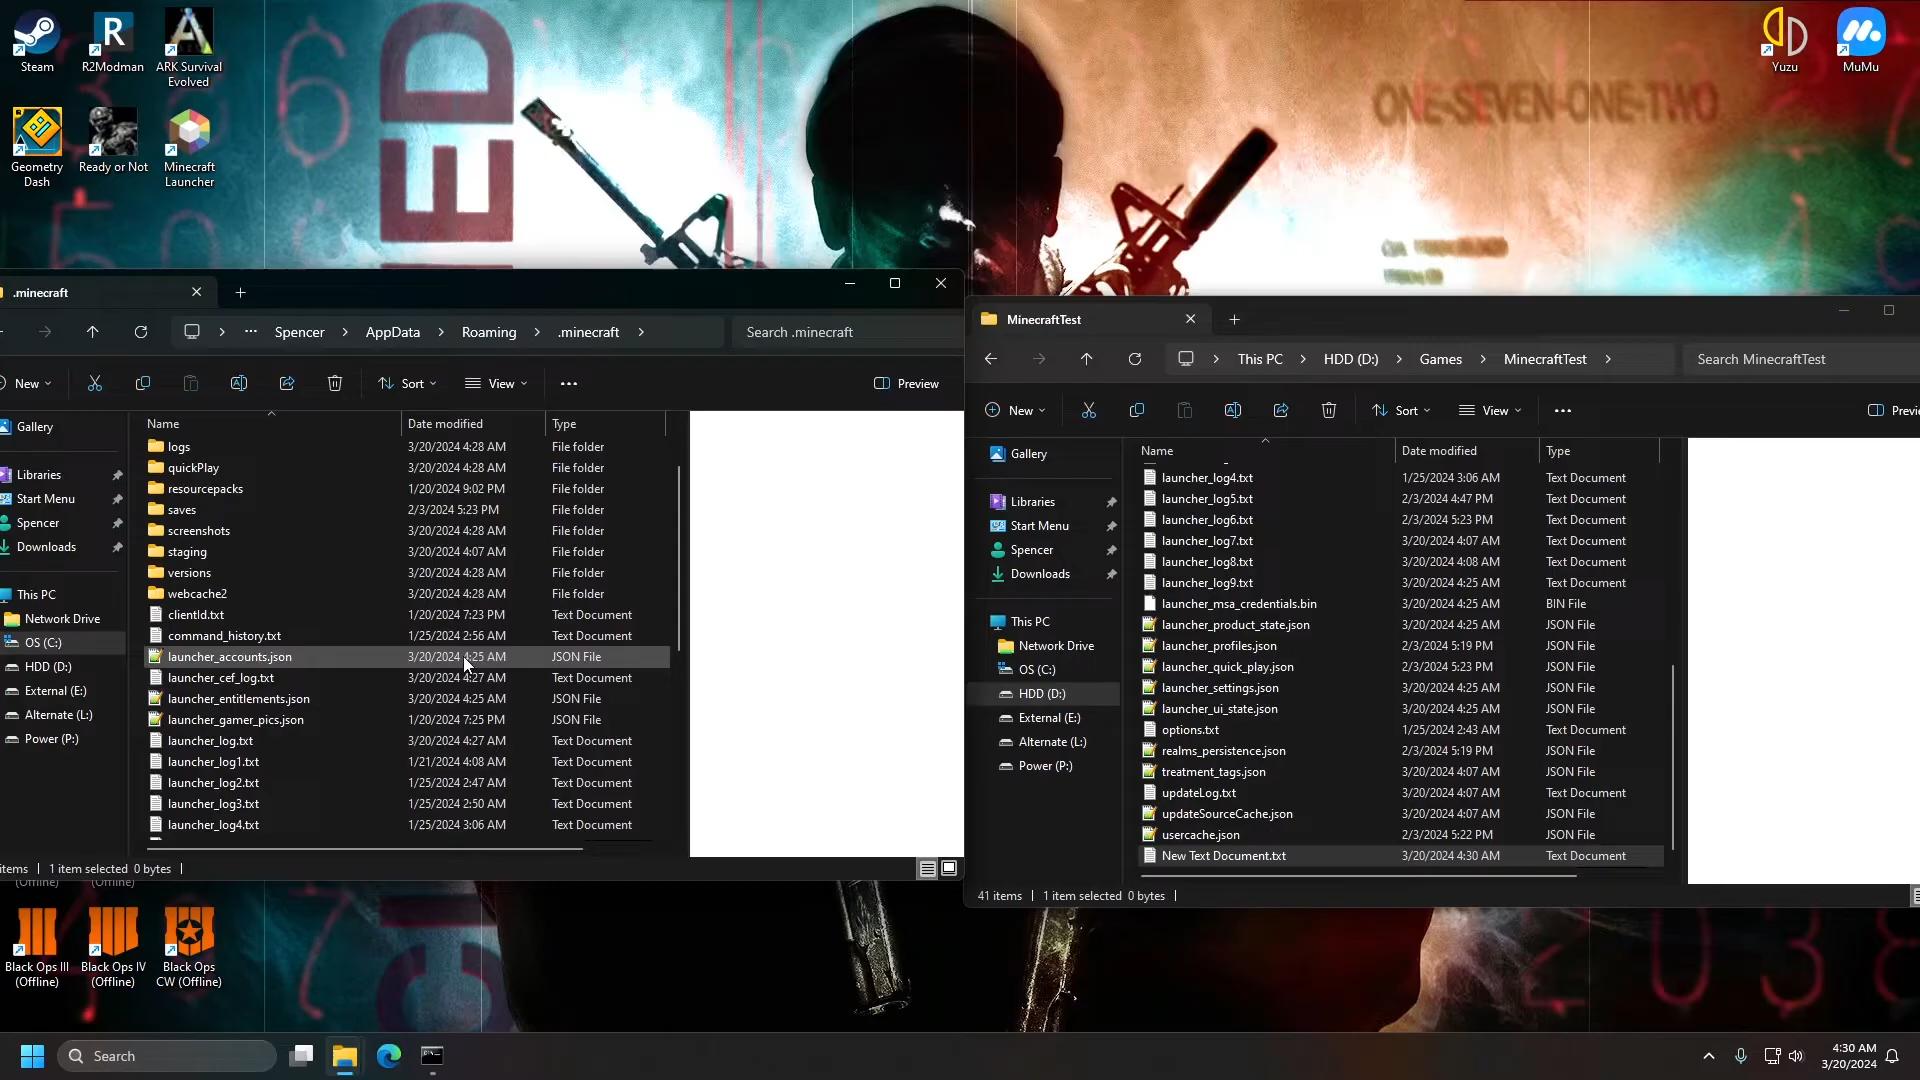 Steam
R2Modman
ARK Survival
Evolved
Yuzu
MuMu
Geometry
Dash
Ready or Not
Minecraft
Launcher
ONE-SEVEN-ONE-TWO
.minecraft
Spencer
AppData
Roaming
.minecraft
Search .minecraft
New
Sort
View
Preview
Name
Date modified
Type
Gallery
Libraries
Start Menu
Spencer
Downloads
This PC
Network Drive
OS (C:)
HDD (D:)
External (E:)
Alternate (L:)
Power (P:)
logs 3/20/2024 4:28 AM File folder
quickPlay 3/20/2024 4:28 AM File folder
resourcepacks 1/20/2024 9:02 PM File folder
saves 2/3/2024 5:23 PM File folder
screenshots 3/20/2024 4:28 AM File folder
staging 3/20/2024 4:07 AM File folder
versions 3/20/2024 4:28 AM File folder
webcache2 3/20/2024 4:28 AM File folder
clientId.txt 1/20/2024 7:23 PM Text Document
command_history.txt 1/25/2024 2:56 AM Text Document
launcher_accounts.json 3/20/2024 4:25 AM JSON File
launcher_cef_log.txt 3/20/2024 4:27 AM Text Document
launcher_entitlements.json 3/20/2024 4:25 AM JSON File
launcher_gamer_pics.json 1/20/2024 7:25 PM JSON File
launcher_log.txt 3/20/2024 4:27 AM Text Document
launcher_log1.txt 1/21/2024 4:08 AM Text Document
launcher_log2.txt 1/25/2024 2:47 AM Text Document
launcher_log3.txt 1/25/2024 2:50 AM Text Document
launcher_log4.txt 1/25/2024 3:06 AM Text Document
items 1 item selected 0 bytes
MinecraftTest
This PC
HDD (D:)
Games
MinecraftTest
Search MinecraftTest
New
Sort
View
Previe
Name
Date modified
Type
Gallery
Libraries
Start Menu
Spencer
Downloads
This PC
Network Drive
OS (C:)
HDD (D:)
External (E:)
Alternate (L:)
Power (P:)
launcher_log4.txt 1/25/2024 3:06 AM Text Document
launcher_log5.txt 2/3/2024 4:47 PM Text Document
launcher_log6.txt 2/3/2024 5:23 PM Text Document
launcher_log7.txt 3/20/2024 4:07 AM Text Document
launcher_log8.txt 3/20/2024 4:08 AM Text Document
launcher_log9.txt 3/20/2024 4:25 AM Text Document
launcher_msa_credentials.bin 3/20/2024 4:25 AM BIN File
launcher_product_state.json 3/20/2024 4:25 AM JSON File
launcher_profiles.json 2/3/2024 5:19 PM JSON File
launcher_quick_play.json 2/3/2024 5:23 PM JSON File
launcher_settings.json 3/20/2024 4:25 AM JSON File
launcher_ui_state.json 3/20/2024 4:25 AM JSON File
options.txt 1/25/2024 2:43 AM Text Document
realms_persistence.json 2/3/2024 5:19 PM JSON File
treatment_tags.json 3/20/2024 4:07 AM JSON File
updateLog.txt 3/20/2024 4:07 AM Text Document
updateSourceCache.json 3/20/2024 4:07 AM JSON File
usercache.json 2/3/2024 5:22 PM JSON File
New Text Document.txt 3/20/2024 4:30 AM Text Document
41 items 1 item selected 0 bytes
(Offline)
(Offline)
Black Ops III
(Offline)
Black Ops IV
(Offline)
Black Ops
CW (Offline)
Search
4:30 AM
3/20/2024